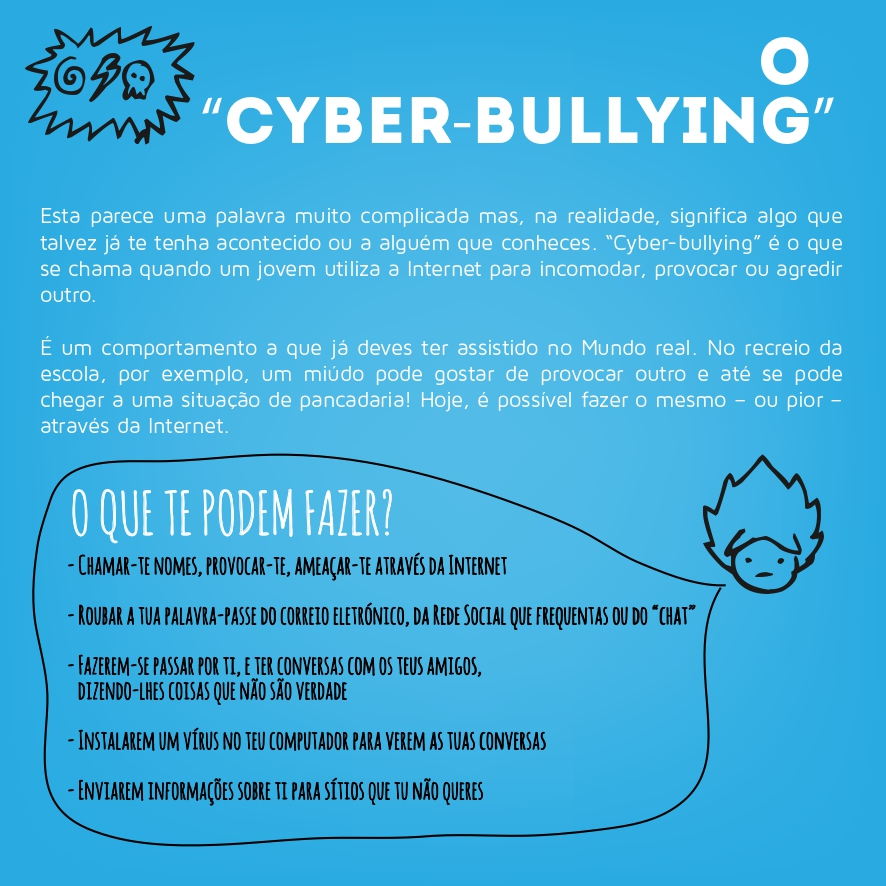 O
“CYBER-BULLYING”
Esta parece uma palavra muito complicada mas, na realidade, significa algo que
talvez já te tenha acontecido ou a alguém que conheces. “Cyber-bullying” é o que
se chama quando um jovem utiliza a Internet para incomodar, provocar ou agredir
outro.
É um comportamento a que já deves ter assistido no Mundo real. No recreio da
escola, por exemplo, um miúdo pode gostar de provocar outro e até se pode
chegar a uma situação de pancadaria! Hoje, é possível fazer o mesmo – ou pior –
através da Internet.
O QUE TE PODEM FAZER?
- Chamar-te nomes, provocar-te, ameaçar-te através da Internet
- Roubar a tua palavra-passe do correio eletrónico, da Rede Social que frequentas ou do “chat”
- Fazerem-se passar por ti, e ter conversas com os teus amigos,
dizendo-lhes coisas que não são verdade
- Instalarem um vírus no teu computador para verem as tuas conversas
- Enviarem informações sobre ti para sítios que tu não queres